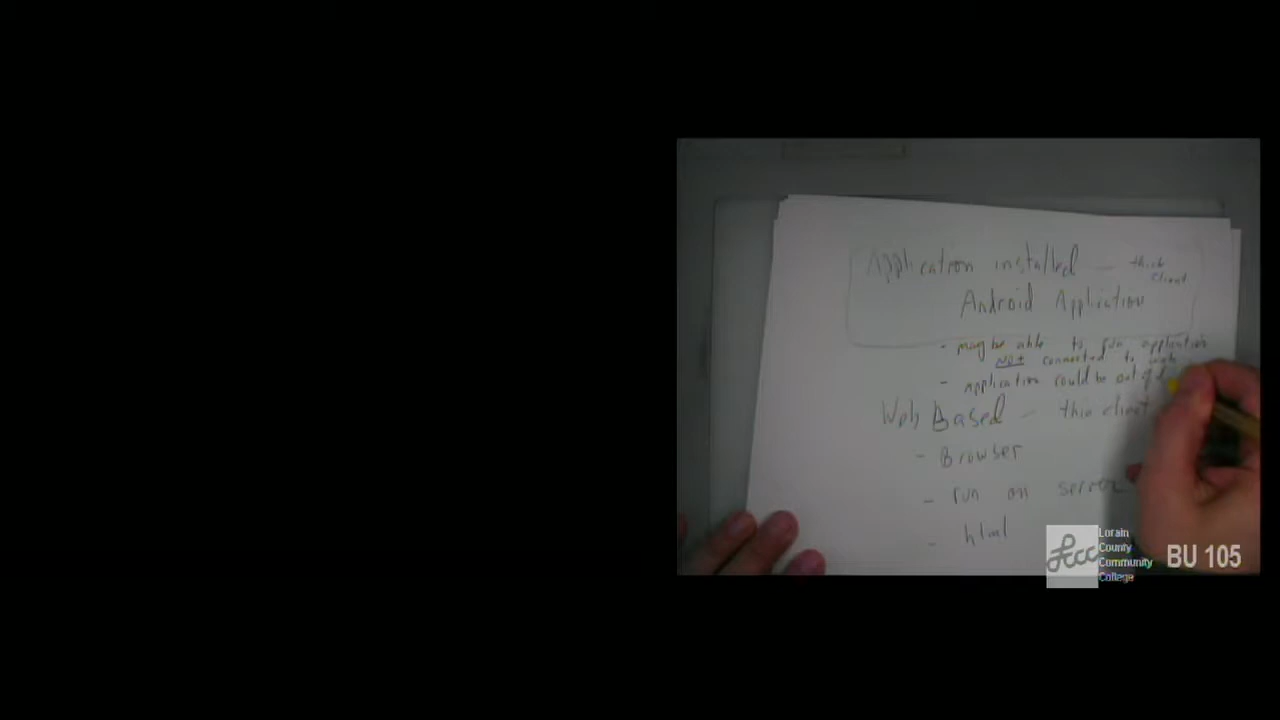 Application installed — thick
client
Android Application
- may be able to run application
NOT connected to web
- application could be out of
Web Based — thin client
- Browser
- run on server
- html
Lorain
County
Community
College
lccc
BU 105